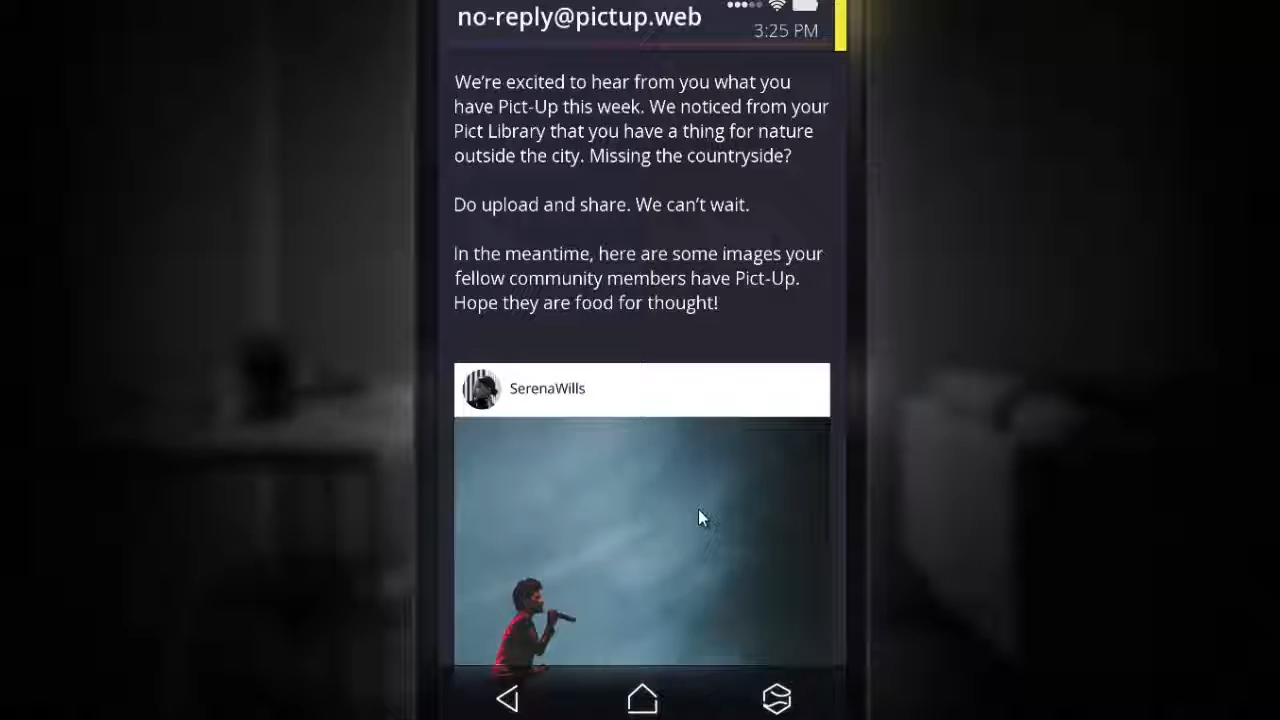 no-reply@pictup.web
3:25 PM
We're excited to hear from you what you
have Pict-Up this week. We noticed from your
Pict Library that you have a thing for nature
outside the city. Missing the countryside?
Do upload and share. We can't wait.
In the meantime, here are some images your
fellow community members have Pict-Up.
Hope they are food for thought!
SerenaWills